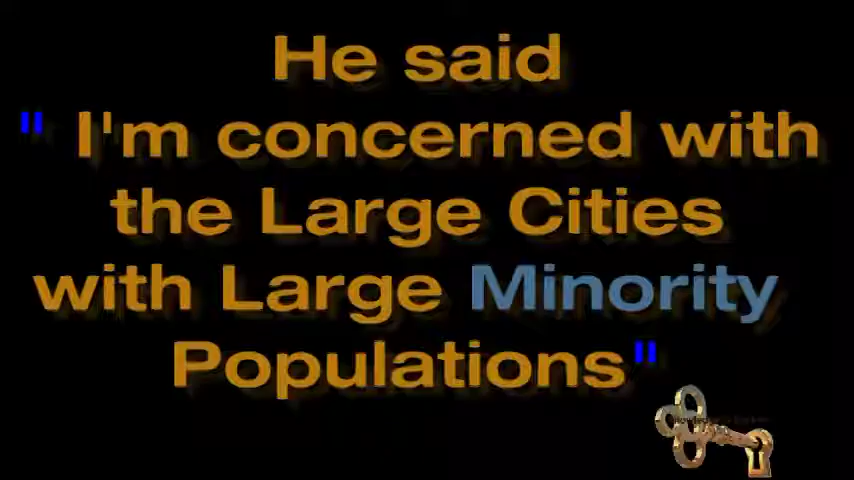 He said
" I'm concerned with
the Large Cities
with Large Minority
Populations"